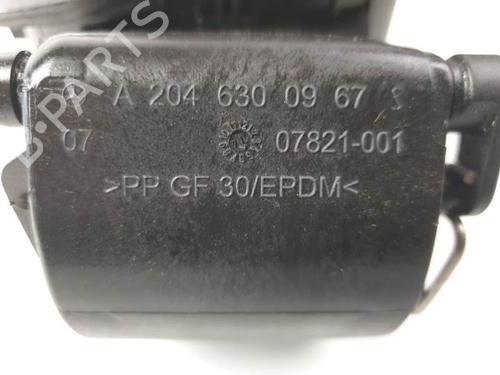 A 204 630 09 67
07 07821-001
>PP GF 30/EPDM<
D-PARTS